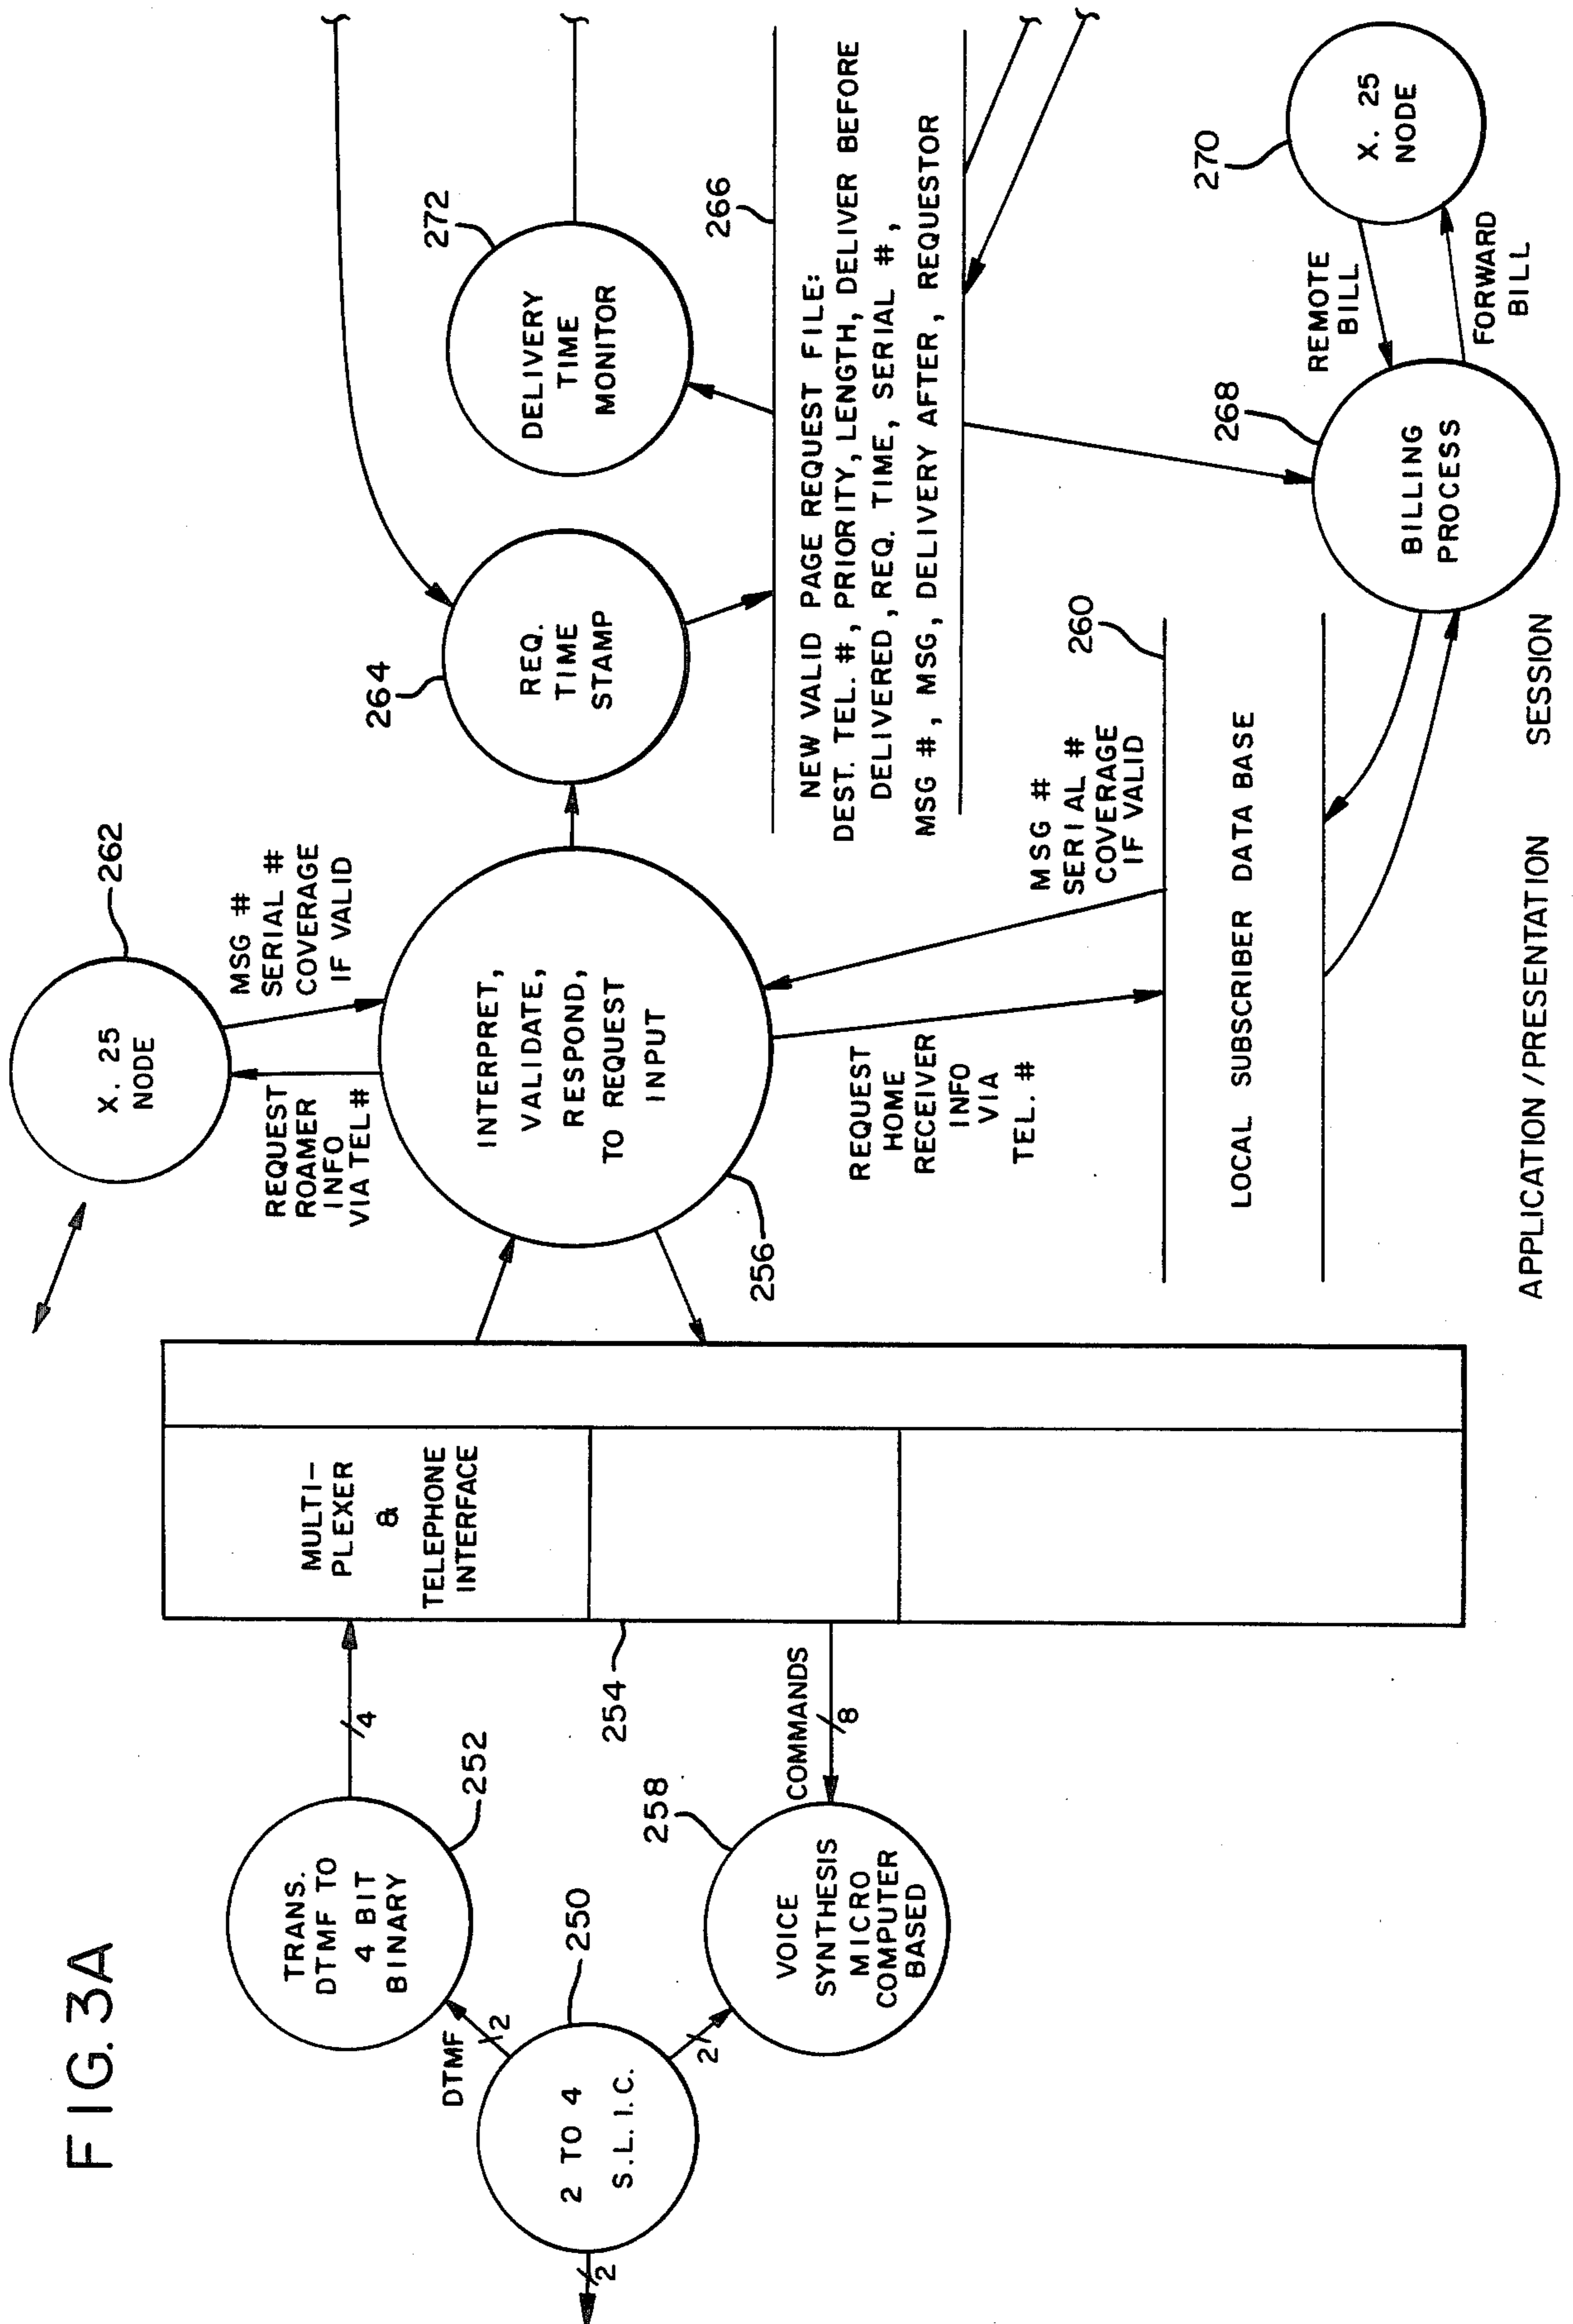 FIG. 3A
2 TO 4
S.L.I.C.
250
2
DTMF
2
2
TRANS.
DTMF TO
4 BIT
BINARY
252
4
VOICE
SYNTHESIS
MICRO
COMPUTER
BASED
258
COMMANDS
8
MULTI-
PLEXER
&
TELEPHONE
INTERFACE
254
X. 25
NODE
262
REQUEST
ROAMER
INFO
VIA TEL#
MSG #
SERIAL #
COVERAGE
IF VALID
INTERPRET,
VALIDATE,
RESPOND,
TO REQUEST
INPUT
256
REQUEST
HOME
RECEIVER
INFO
VIA
TEL. #
MSG #
SERIAL #
COVERAGE
IF VALID
260
LOCAL SUBSCRIBER DATA BASE
REQ.
TIME
STAMP
264
DELIVERY
TIME
MONITOR
272
266
NEW VALID PAGE REQUEST FILE:
DEST. TEL. #, PRIORITY, LENGTH, DELIVER BEFORE
DELIVERED, REQ. TIME, SERIAL #,
MSG #, MSG, DELIVERY AFTER, REQUESTOR
BILLING
PROCESS
268
REMOTE
BILL
FORWARD
BILL
X. 25
NODE
270
APPLICATION/PRESENTATION SESSION